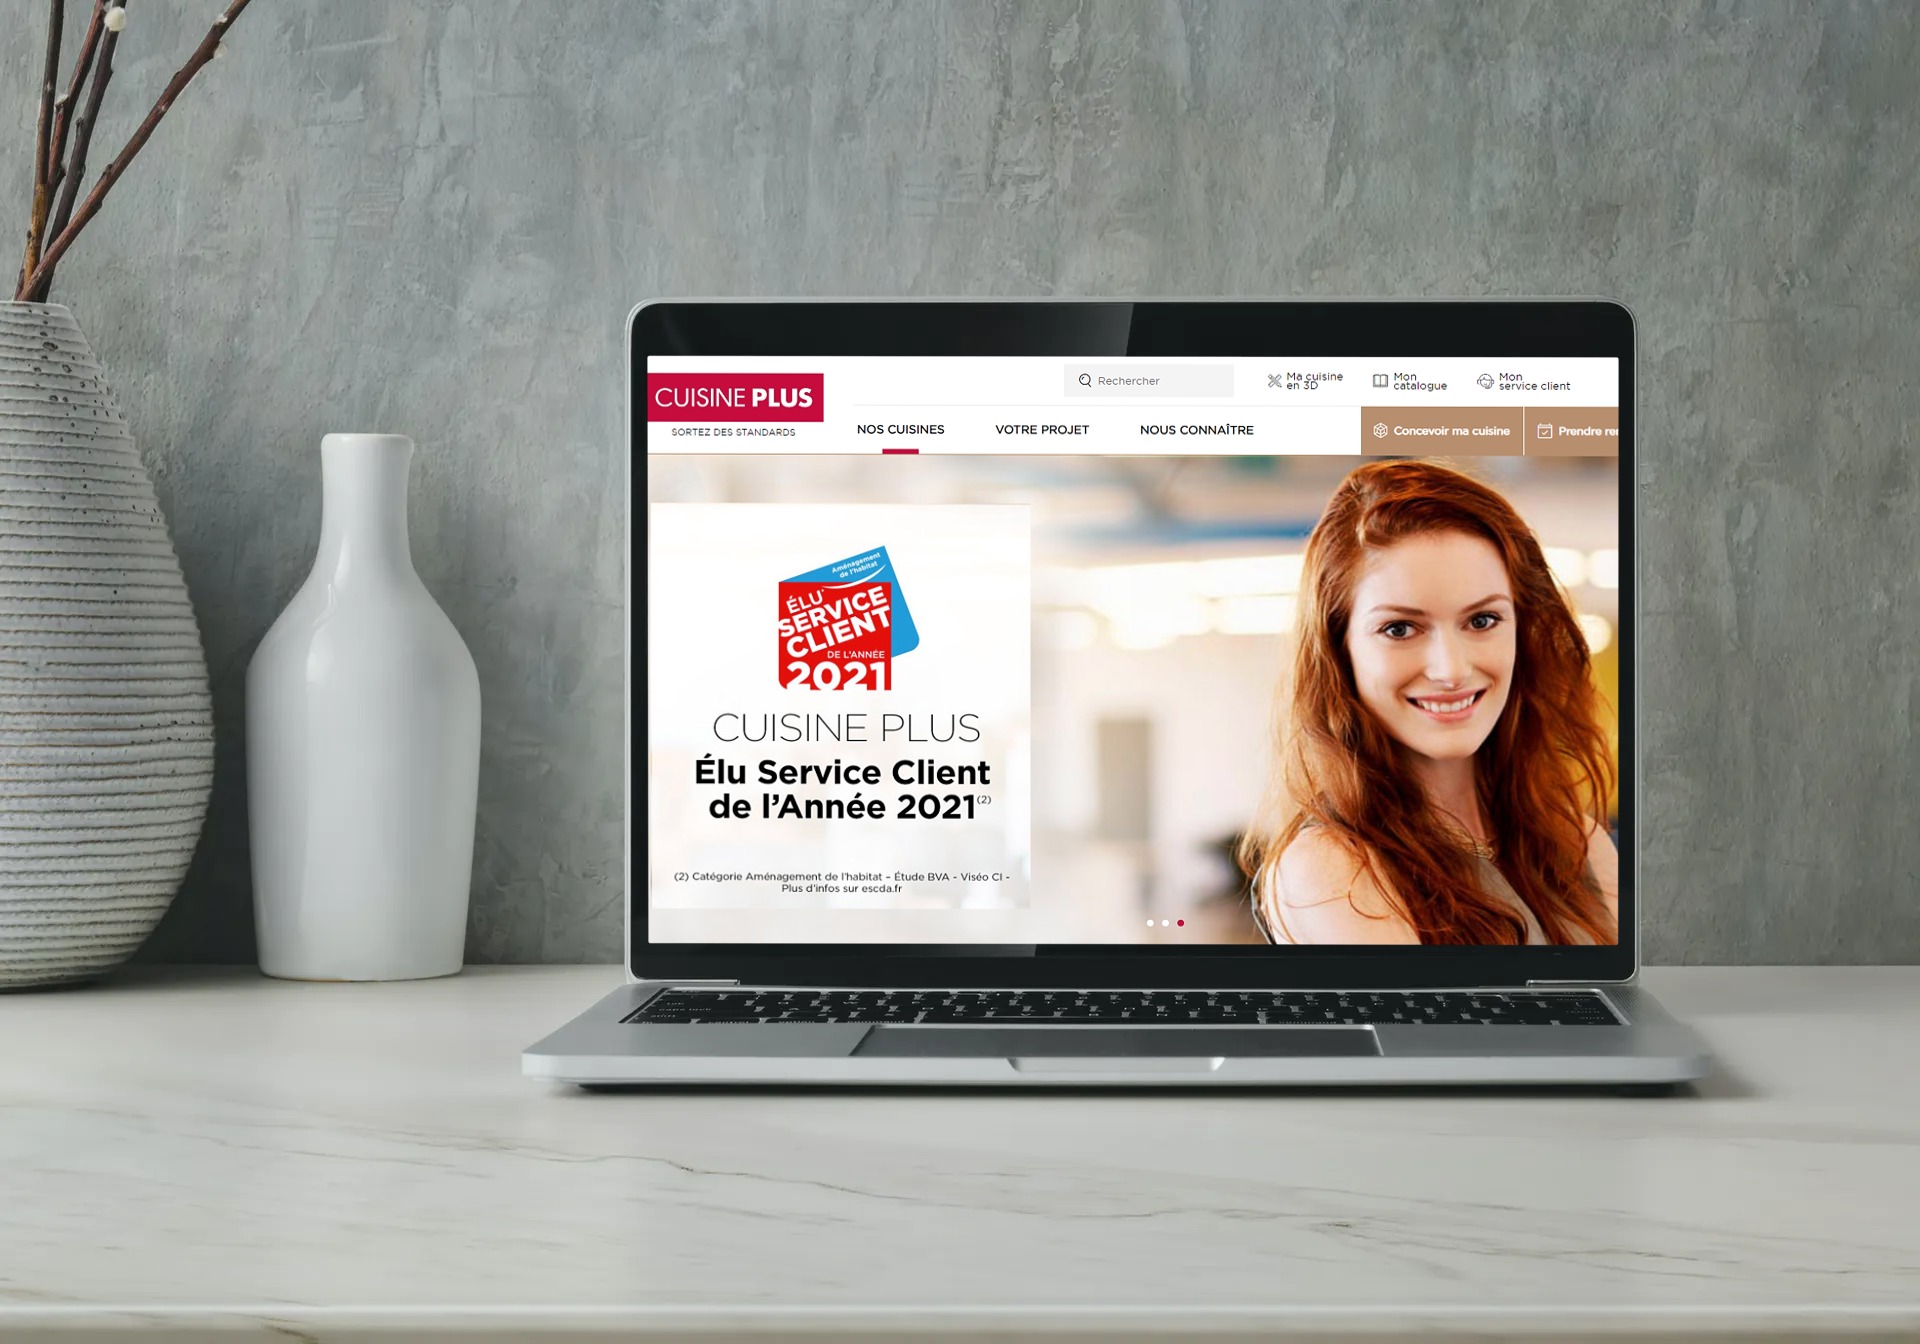 CUISINE PLUS
SORTEZ DES STANDARDS
Rechercher
Ma cuisine
en 3D
Mon
catalogue
Mon
service client
NOS CUISINES
VOTRE PROJET
NOUS CONNAÎTRE
Concevoir ma cuisine
Prendre
Aménagement
de l'habitat
ÉLU
SERVICE
CLIENT
DE L'ANNÉE
2021
CUISINE PLUS
Élu Service Client
de l'Année 2021(2)
(2) Catégorie Aménagement de l'habitat – Étude BVA - Viséo CI -
Plus d'infos sur escda.fr